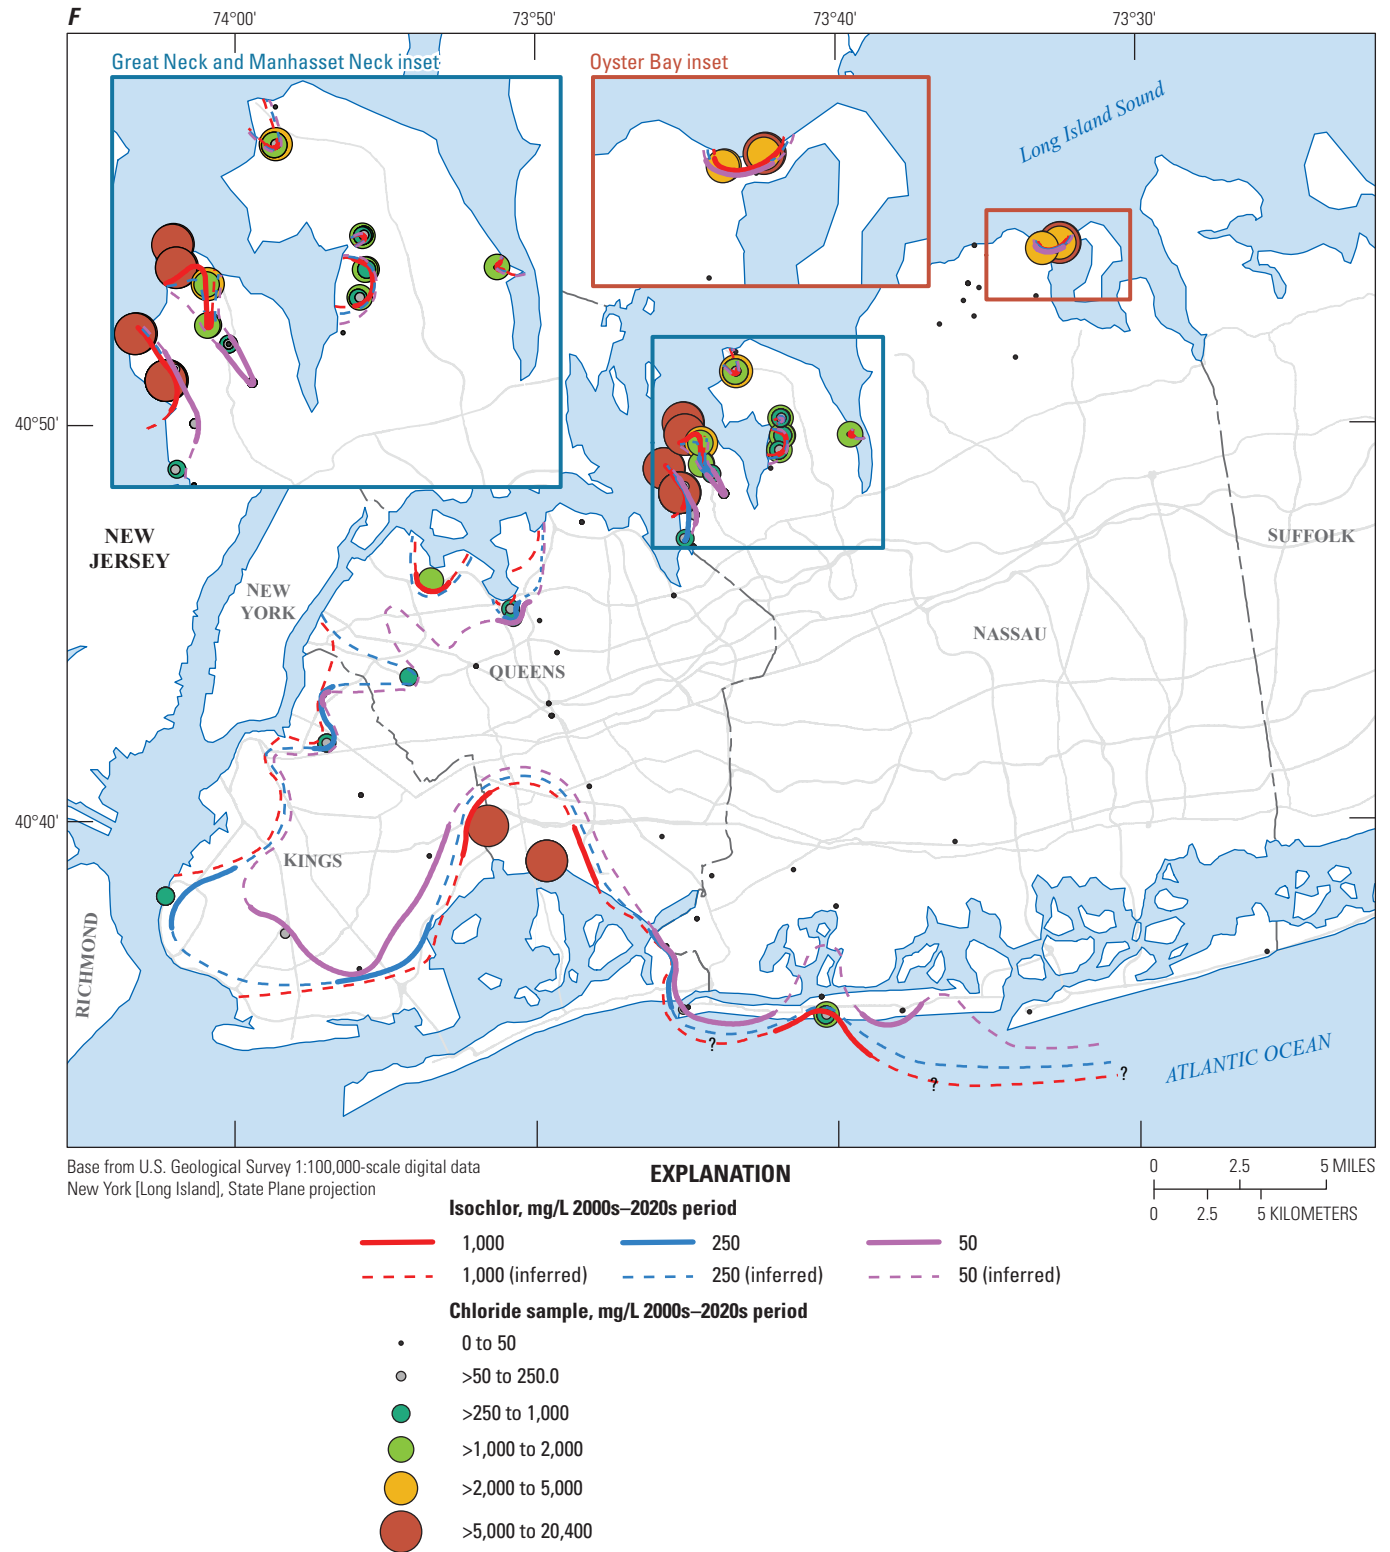 F
74°00'
73°50'
73°40'
73°30'
Great Neck and Manhasset Neck inset
Oyster Bay inset
Long Island Sound
40°50'
NEW
JERSEY
NEW
YORK
SUFFOLK
NASSAU
QUEENS
40°40'
KINGS
RICHMOND
?
?
?
ATLANTIC OCEAN
Base from U.S. Geological Survey 1:100,000-scale digital data
New York [Long Island], State Plane projection
0 2.5 5 MILES
0 2.5 5 KILOMETERS
EXPLANATION
Isochlor, mg/L 2000s–2020s period
1,000 250 50
1,000 (inferred) 250 (inferred) 50 (inferred)
Chloride sample, mg/L 2000s–2020s period
0 to 50
>50 to 250.0
>250 to 1,000
>1,000 to 2,000
>2,000 to 5,000
>5,000 to 20,400